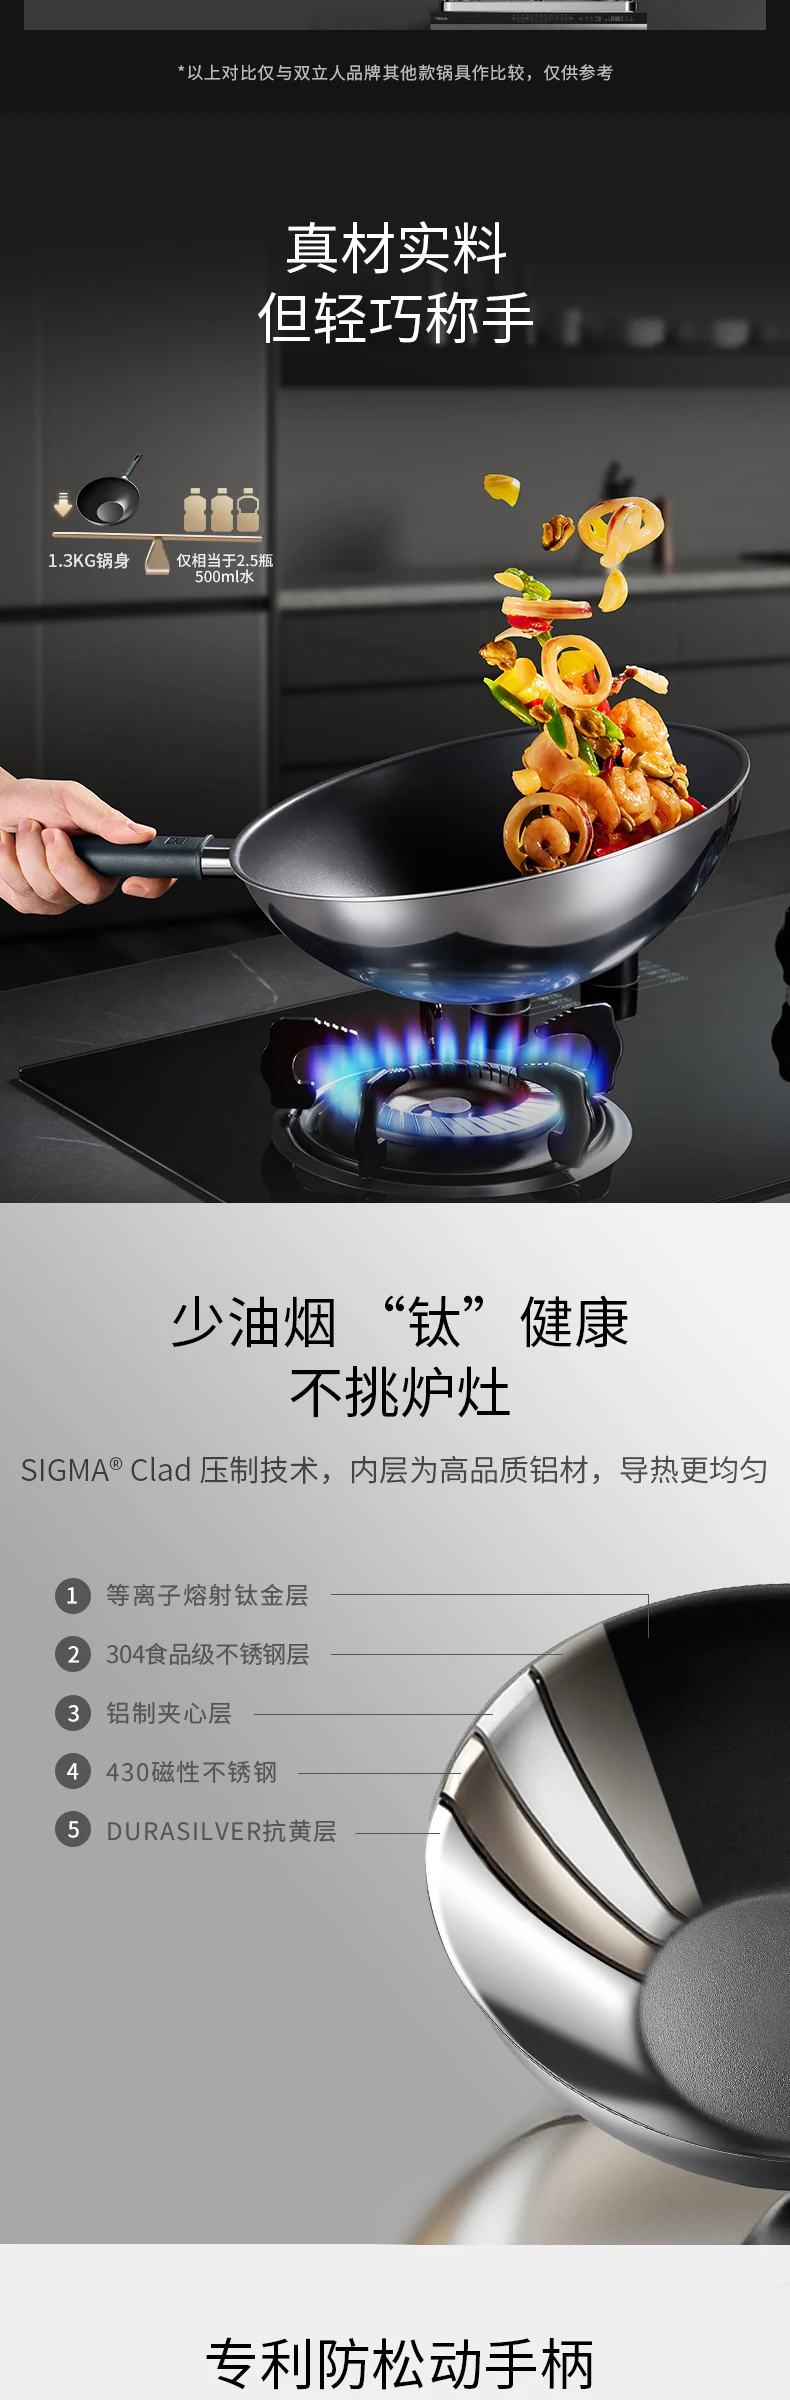 *以上对比仅与双立人品牌其他款锅具作比较，仅供参考
真材实料
但轻巧称手
1.3KG锅身
仅相当于2.5瓶
500ml水
少油烟 “钛”健康
不挑炉灶
SIGMA® Clad 压制技术，内层为高品质铝材，导热更均匀
1 等离子熔射钛金层
2 304食品级不锈钢层
3 铝制夹心层
4 430磁性不锈钢
5 DURASILVER抗黄层
专利防松动手柄